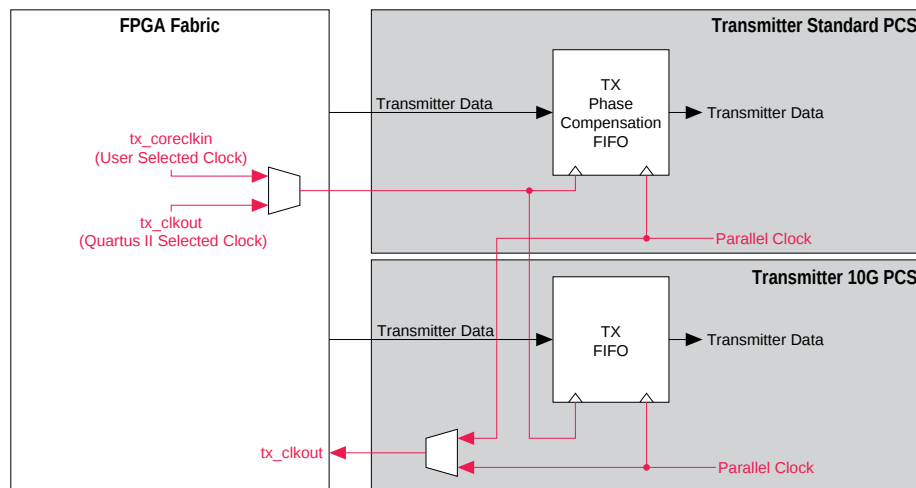 FPGA Fabric
Transmitter Standard PCS
TX
Phase
Compensation
FIFO
Transmitter Data
Transmitter Data
tx_coreclkin
(User Selected Clock)
tx_clkout
(Quartus II Selected Clock)
Parallel Clock
Transmitter 10G PCS
TX
FIFO
Transmitter Data
Transmitter Data
tx_clkout
Parallel Clock